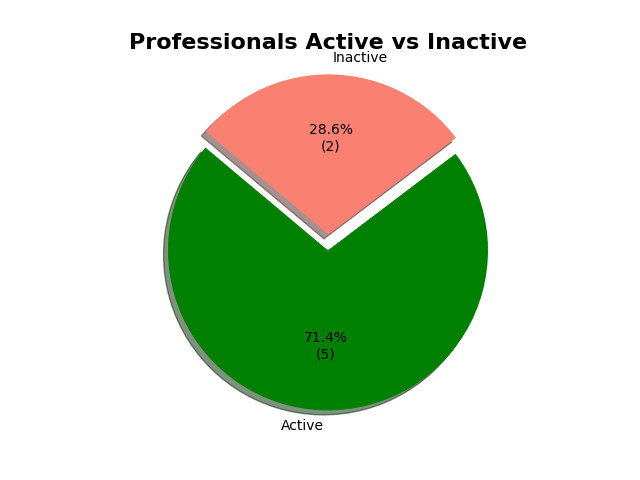 Professionals Active vs Inactive
Inactive
28.6%
(2)
71.4%
(5)
Active